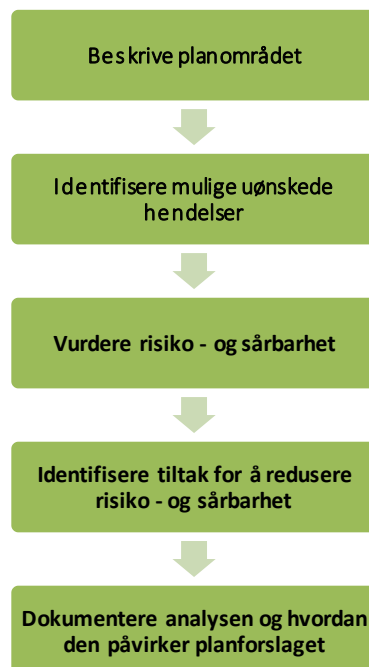 Beskrive planområdet
Identifisere mulige uønskede
hendelser
Vurdere risiko - og sårbarhet
Identifisere tiltak for å redusere
risiko - og sårbarhet
Dokumentere analysen og hvordan
den påvirker planforslaget